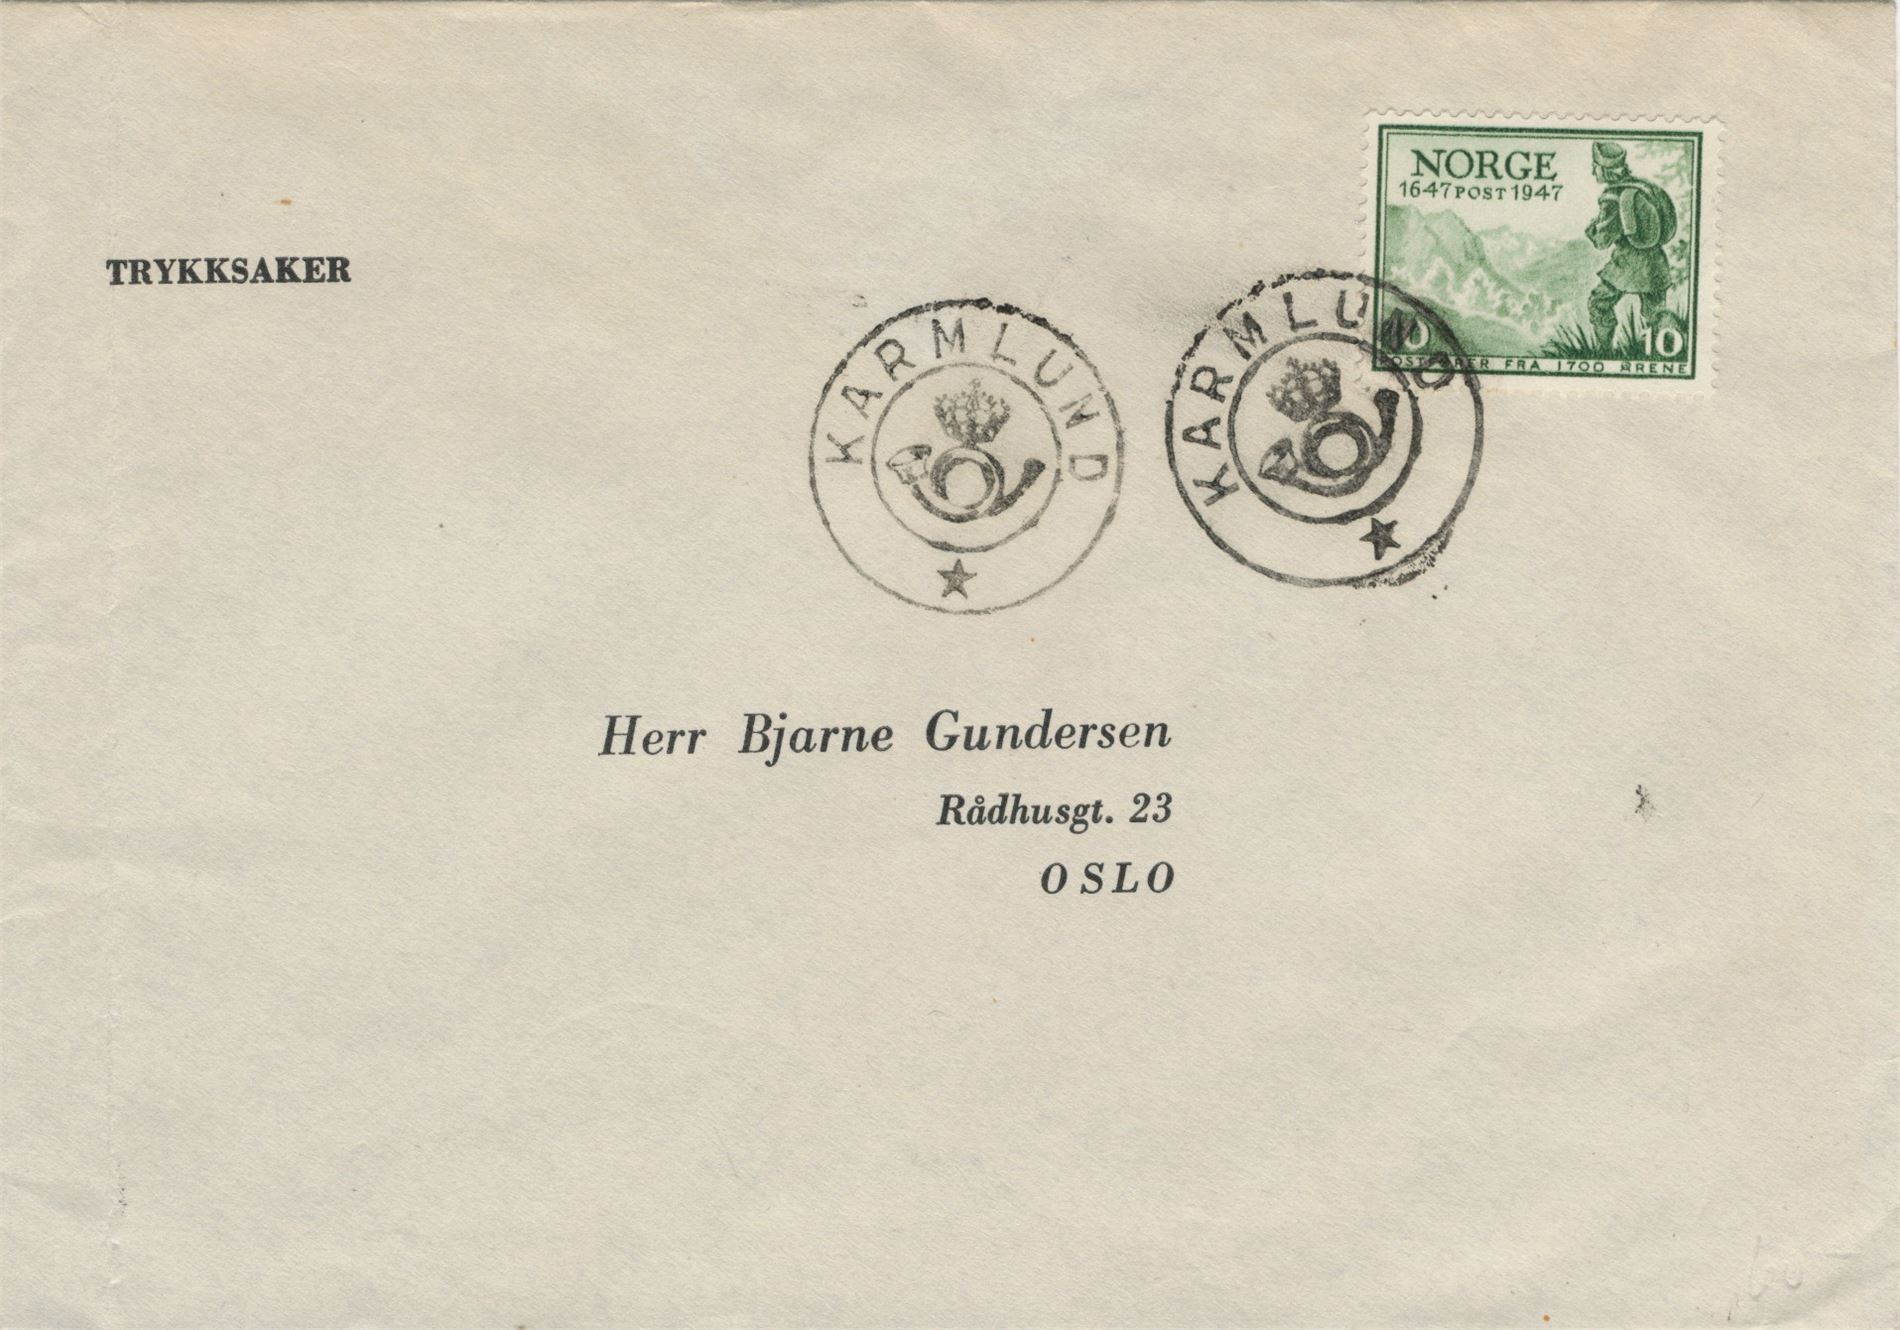 NORGE
1647 POST 1947
10 10
POSTFØRER FRA 1700 ÅRENE
TRYKKSAKER
KARMLUND
KARMLUND
Herr Bjarne Gundersen
Rådhusgt. 23
OSLO